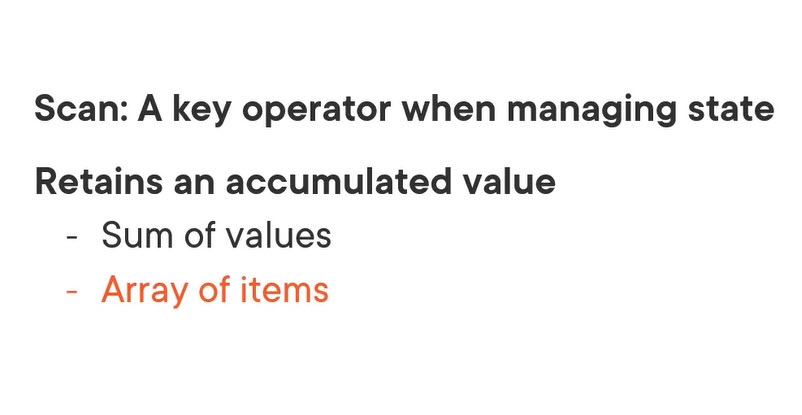 Scan: A key operator when managing state
Retains an accumulated value
- Sum of values
- Array of items